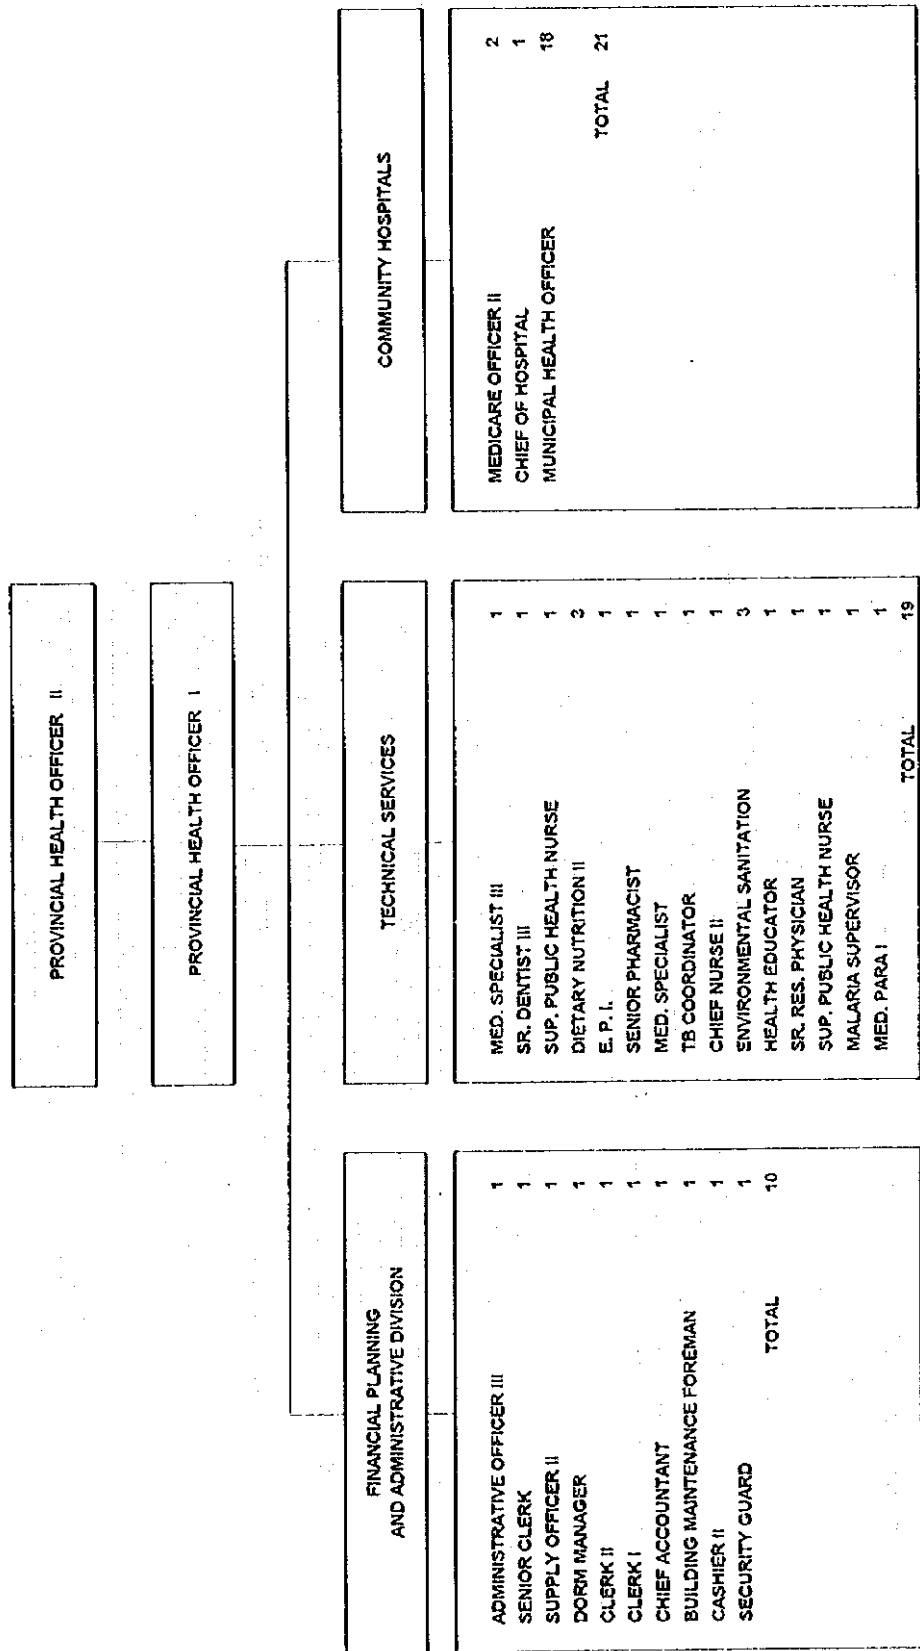 PROVINCIAL HEALTH OFFICER II
PROVINCIAL HEALTH OFFICER I
FINANCIAL PLANNING
AND ADMINISTRATIVE DIVISION
ADMINISTRATIVE OFFICER III 1
SENIOR CLERK 1
SUPPLY OFFICER II 1
DORM MANAGER 1
CLERK II 1
CLERK I 1
CHIEF ACCOUNTANT 1
BUILDING MAINTENANCE FOREMAN 1
CASHIER II 1
SECURITY GUARD 1
TOTAL 10
TECHNICAL SERVICES
MED. SPECIALIST III 1
SR. DENTIST III 1
SUP. PUBLIC HEALTH NURSE 1
DIETARY NUTRITION II 3
E. P. I. 1
SENIOR PHARMACIST 1
MED. SPECIALIST 1
TB COORDINATOR 1
CHIEF NURSE II 1
ENVIRONMENTAL SANITATION 3
HEALTH EDUCATOR 1
SR. RES. PHYSICIAN 1
SUP. PUBLIC HEALTH NURSE 1
MALARIA SUPERVISOR 1
MED. PARA I 1
TOTAL 19
COMMUNITY HOSPITALS
MEDICARE OFFICER II 2
CHIEF OF HOSPITAL 1
MUNICIPAL HEALTH OFFICER 18
TOTAL 21